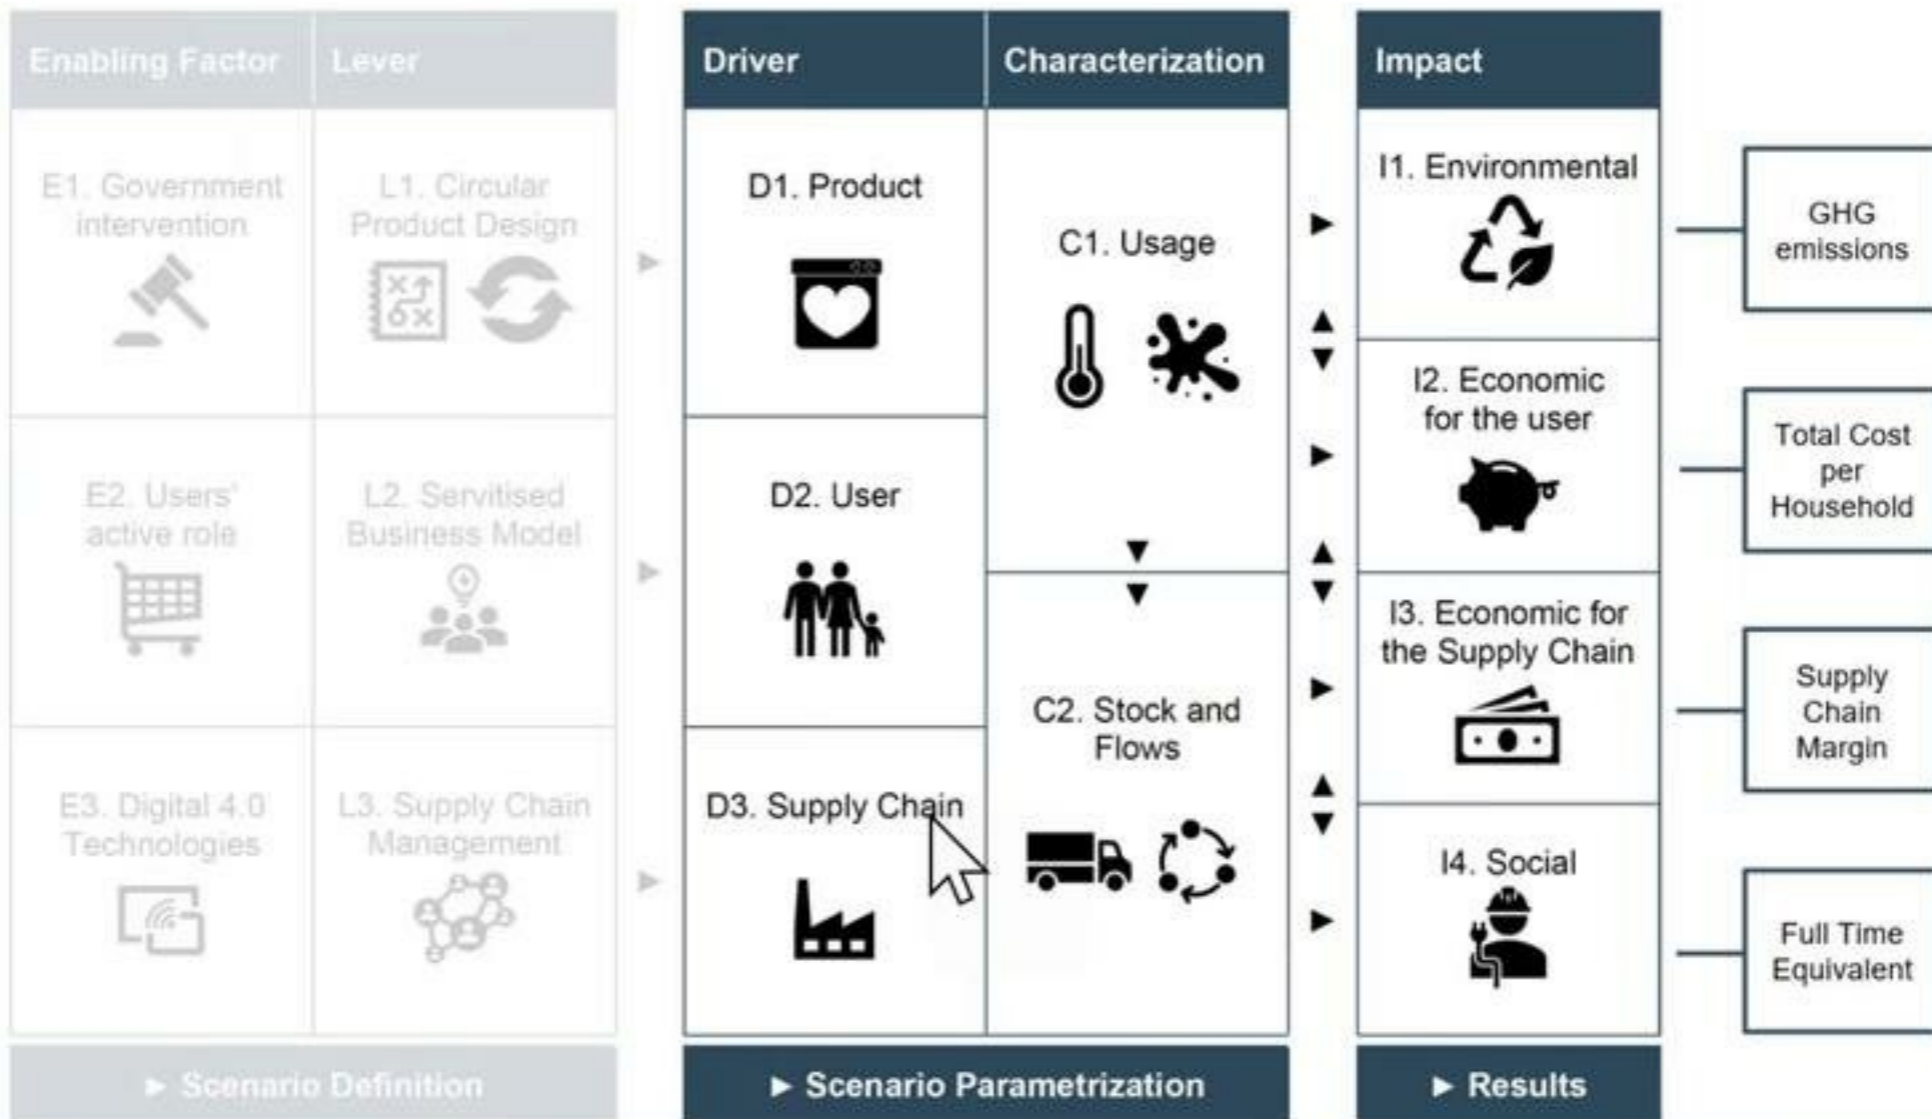 Enabling Factor
Lever
Driver
Characterization
Impact
E1. Government
intervention
L1. Circular
Product Design
D1. Product
C1. Usage
I1. Environmental
GHG
emissions
I2. Economic
for the user
Total Cost
per
Household
E2. Users'
active role
L2. Servitised
Business Model
D2. User
I3. Economic for
the Supply Chain
Supply
Chain
Margin
C2. Stock and
Flows
E3. Digital 4.0
Technologies
L3. Supply Chain
Management
D3. Supply Chain
I4. Social
Full Time
Equivalent
► Scenario Definition
► Scenario Parametrization
► Results